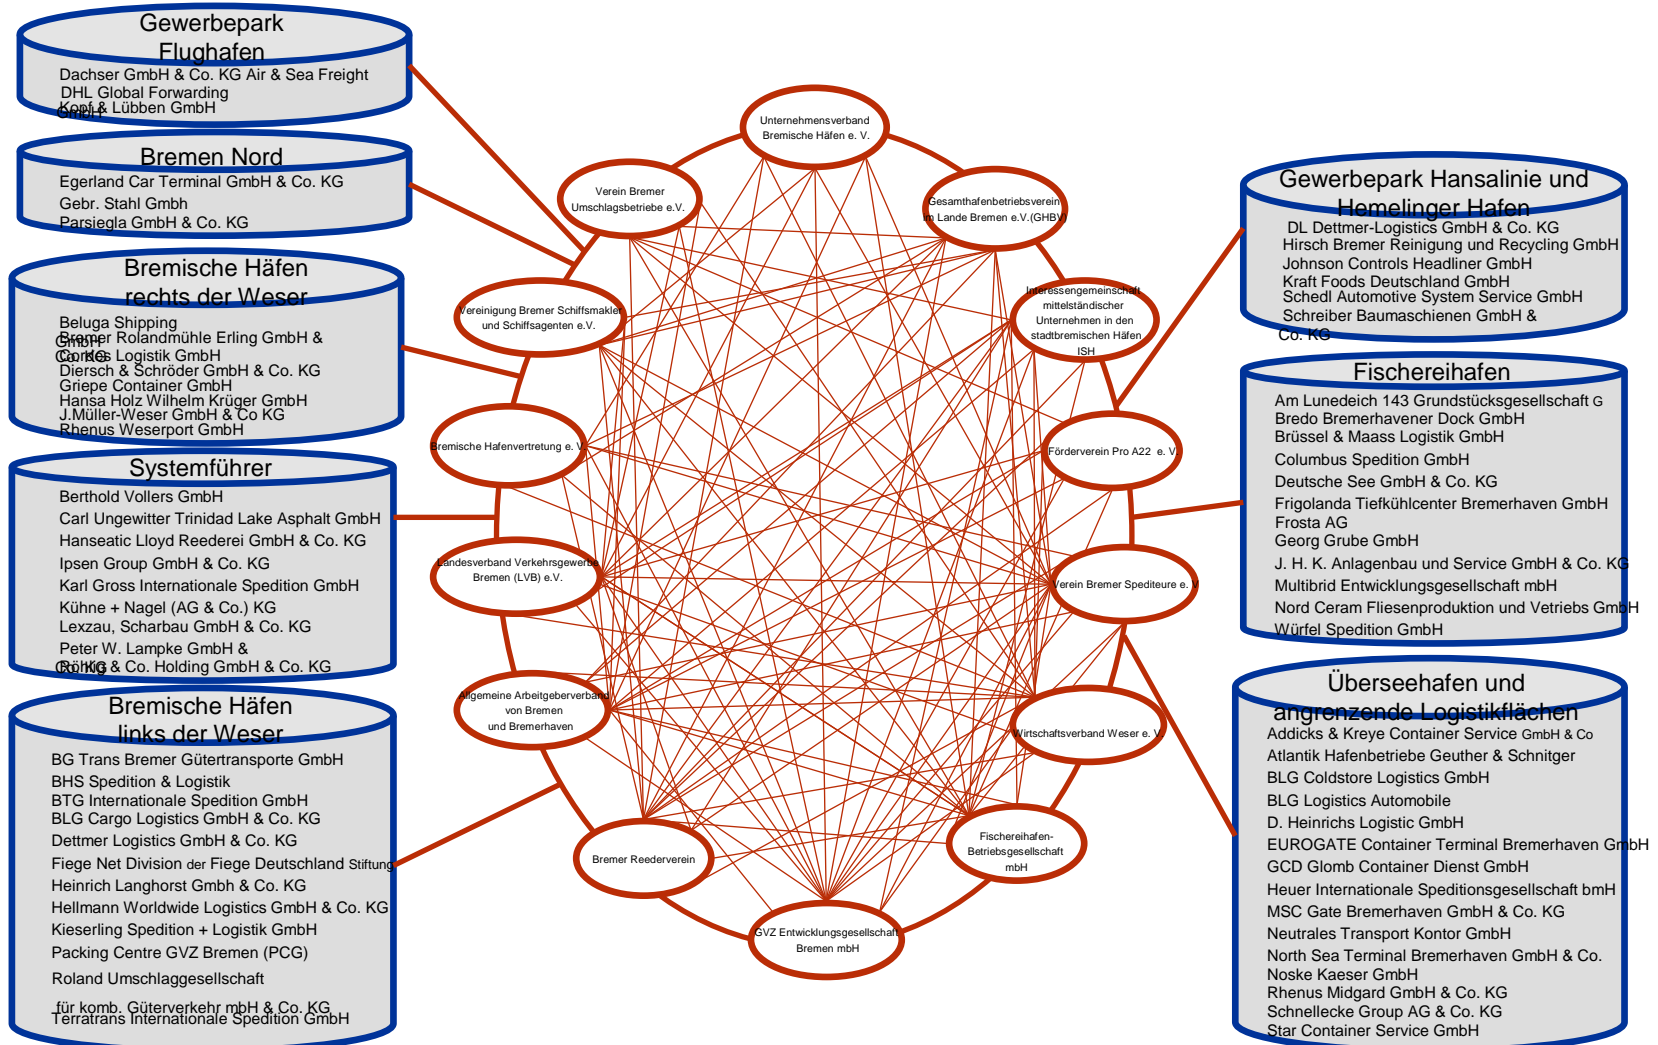 Gewerbepark
Flughafen
Dachser GmbH & Co. KG Air & Sea Freight
DHL Global Forwarding
GmbH
Kopf & Lübben GmbH
Bremen Nord
Egerland Car Terminal GmbH & Co. KG
Gebr. Stahl Gmbh
Parsiegla GmbH & Co. KG
Bremische Häfen
rechts der Weser
Beluga Shipping
GmbH
Bremer Rolandmühle Erling GmbH &
Co. KG
Cordes Logistik GmbH
Diersch & Schröder GmbH & Co. KG
Griepe Container GmbH
Hansa Holz Wilhelm Krüger GmbH
J.Müller-Weser GmbH & Co KG
Rhenus Weserport GmbH
Systemführer
Berthold Vollers GmbH
Carl Ungewitter Trinidad Lake Asphalt GmbH
Hanseatic Lloyd Reederei GmbH & Co. KG
Ipsen Group GmbH & Co. KG
Karl Gross Internationale Spedition GmbH
Kühne + Nagel (AG & Co.) KG
Lexzau, Scharbau GmbH & Co. KG
Peter W. Lampke GmbH &
Co. KG
Röhlig & Co. Holding GmbH & Co. KG
Bremische Häfen
links der Weser
BG Trans Bremer Gütertransporte GmbH
BHS Spedition & Logistik
BTG Internationale Spedition GmbH
BLG Cargo Logistics GmbH & Co. KG
Dettmer Logistics GmbH & Co. KG
Fiege Net Division der Fiege Deutschland Stiftung
Heinrich Langhorst Gmbh & Co. KG
Hellmann Worldwide Logistics GmbH & Co. KG
Kieserling Spedition + Logistik GmbH
Packing Centre GVZ Bremen (PCG)
Roland Umschlaggesellschaft
für komb. Güterverkehr mbH & Co. KG
Terratrans Internationale Spedition GmbH
Unternehmensverband
Bremische Häfen e. V.
Verein Bremer
Umschlagsbetriebe e.V.
Gesamthafenbetriebsverein
im Lande Bremen e.V.(GHBV)
Vereinigung Bremer Schiffsmakler
und Schiffsagenten e.V.
Interessengemeinschaft
mittelständischer
Unternehmen in den
stadtbremischen Häfen
ISH
Bremische Hafenvertretung e. V.
Förderverein Pro A22 e. V.
Landesverband Verkehrsgewerbe
Bremen (LVB) e.V.
Verein Bremer Spediteure e. V
Allgemeine Arbeitgeberverband
von Bremen
und Bremerhaven
Wirtschaftsverband Weser e. V.
Bremer Reederverein
Fischereihafen-
Betriebsgesellschaft
mbH
GVZ Entwicklungsgesellschaft
Bremen mbH
Gewerbepark Hansalinie und
Hemelinger Hafen
DL Dettmer-Logistics GmbH & Co. KG
Hirsch Bremer Reinigung und Recycling GmbH
Johnson Controls Headliner GmbH
Kraft Foods Deutschland GmbH
Schedl Automotive System Service GmbH
Schreiber Baumaschienen GmbH &
Co. KG
Fischereihafen
Am Lunedeich 143 Grundstücksgesellschaft G
Bredo Bremerhavener Dock GmbH
Brüssel & Maass Logistik GmbH
Columbus Spedition GmbH
Deutsche See GmbH & Co. KG
Frigolanda Tiefkühlcenter Bremerhaven GmbH
Frosta AG
Georg Grube GmbH
J. H. K. Anlagenbau und Service GmbH & Co. KG
Multibrid Entwicklungsgesellschaft mbH
Nord Ceram Fliesenproduktion und Vetriebs GmbH
Würfel Spedition GmbH
Überseehafen und
angrenzende Logistikflächen
Addicks & Kreye Container Service GmbH & Co
Atlantik Hafenbetriebe Geuther & Schnitger
BLG Coldstore Logistics GmbH
BLG Logistics Automobile
D. Heinrichs Logistic GmbH
EUROGATE Container Terminal Bremerhaven GmbH
GCD Glomb Container Dienst GmbH
Heuer Internationale Speditionsgesellschaft bmH
MSC Gate Bremerhaven GmbH & Co. KG
Neutrales Transport Kontor GmbH
North Sea Terminal Bremerhaven GmbH & Co.
Noske Kaeser GmbH
Rhenus Midgard GmbH & Co. KG
Schnellecke Group AG & Co. KG
Star Container Service GmbH